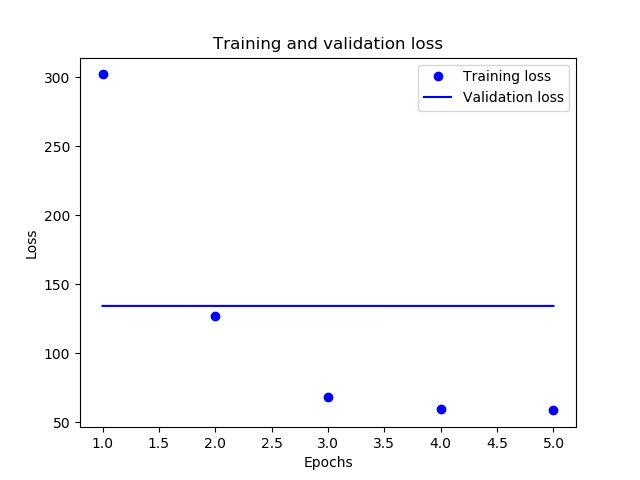 Training and validation loss
Training loss
Validation loss
Loss
300
250
200
150
100
50
1.0 1.5 2.0 2.5 3.0 3.5 4.0 4.5 5.0
Epochs